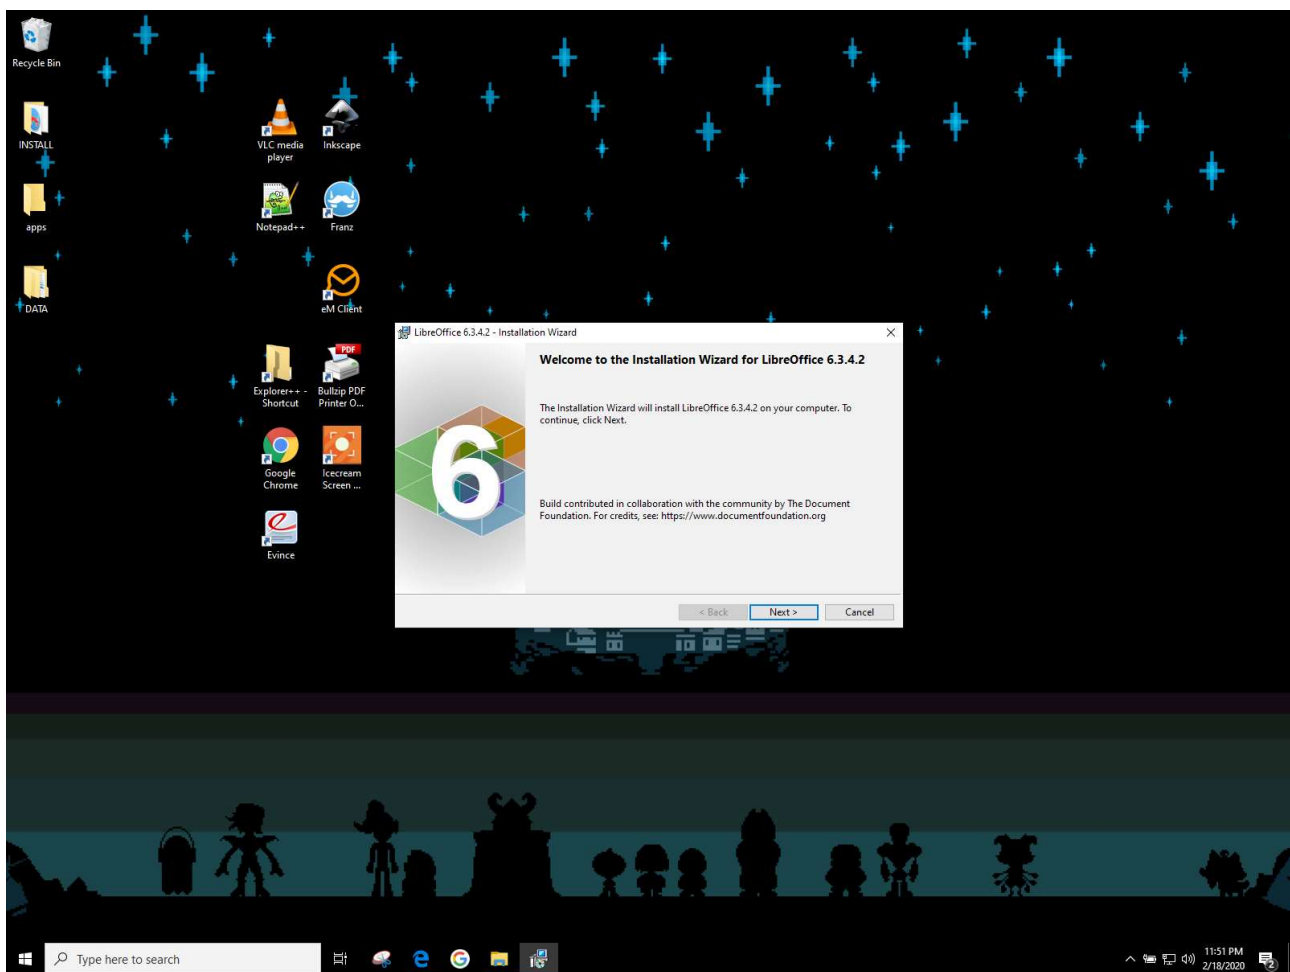 Recycle Bin
INSTALL
apps
DATA
VLC media
player
Inkscape
Notepad++
Franz
eM Client
Explorer++ -
Shortcut
PDF
Bullzip PDF
Printer O...
Google
Chrome
Icecream
Screen ...
Evince
LibreOffice 6.3.4.2 - Installation Wizard
6
Welcome to the Installation Wizard for LibreOffice 6.3.4.2
The Installation Wizard will install LibreOffice 6.3.4.2 on your computer. To
continue, click Next.
Build contributed in collaboration with the community by The Document
Foundation. For credits, see: https://www.documentfoundation.org
< Back
Next >
Cancel
Type here to search
11:51 PM
2/18/2020
2